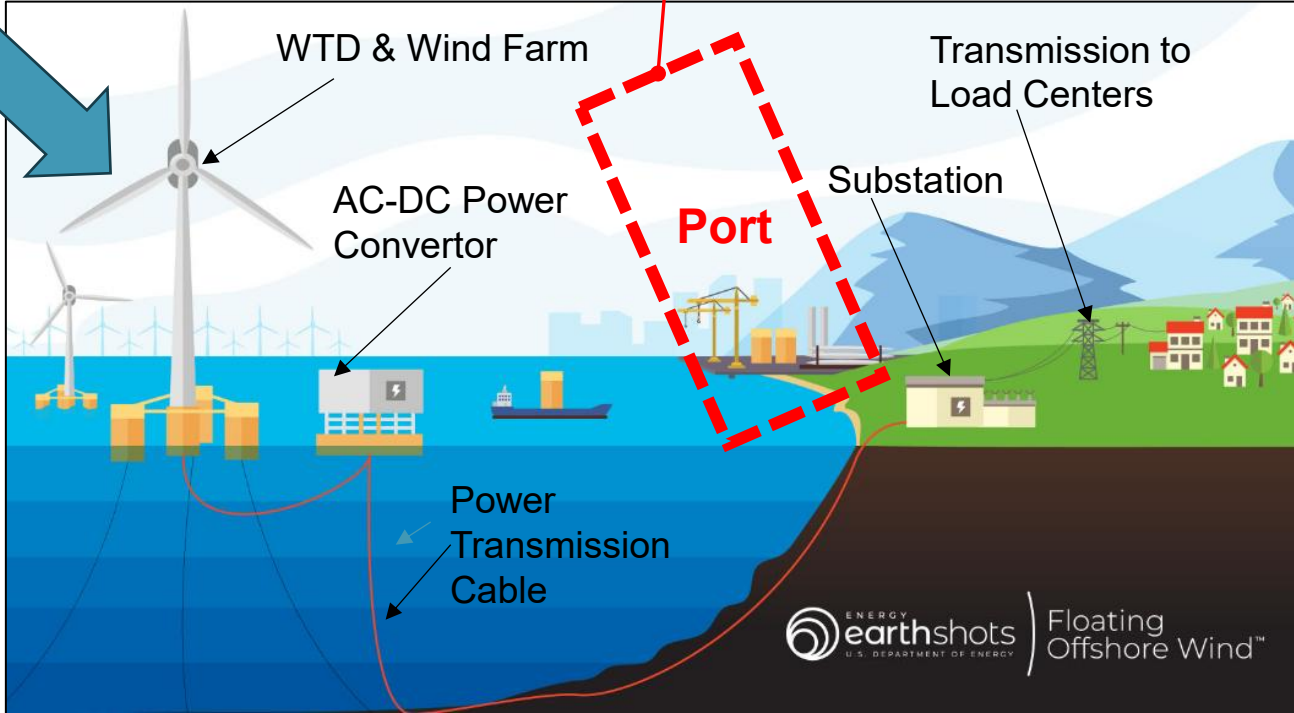 WTD & Wind Farm
Transmission to
Load Centers
AC-DC Power
Convertor
Port
Substation
Power
Transmission
Cable
ENERGY
earthshots
U.S. DEPARTMENT OF ENERGY
Floating
Offshore Wind™